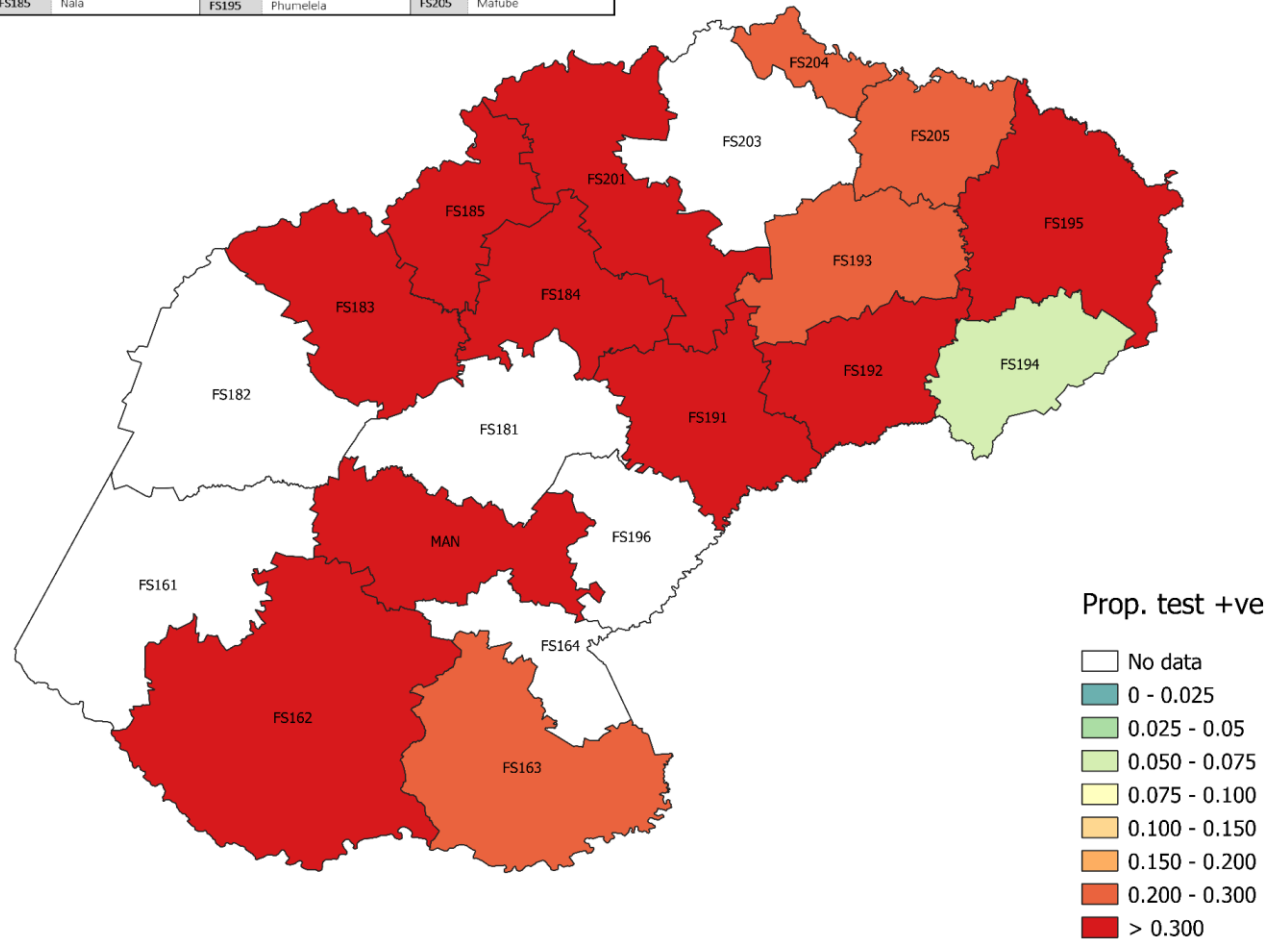 FS185 Nala FS195 Phumelela FS205 Mafube
FS204
FS203
FS205
FS201
FS185
FS195
FS193
FS184
FS183
FS194
FS192
FS182
FS191
FS181
MAN
FS196
FS161
FS164
FS162
FS163
Prop. test +ve
No data
0 - 0.025
0.025 - 0.05
0.050 - 0.075
0.075 - 0.100
0.100 - 0.150
0.150 - 0.200
0.200 - 0.300
> 0.300